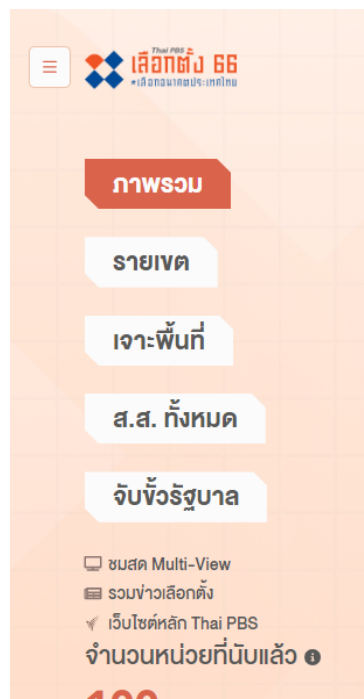 Thai PBS
เลือกตั้ง 66
•เลือกอนาคตประเทศไทย
ภาพรวม
รายเขต
เจาะพื้นที่
ส.ส. ทั้งหมด
จับขั้วรัฐบาล
ชมสด Multi-View
รวมข่าวเลือกตั้ง
เว็บไซต์หลัก Thai PBS
จำนวนหน่วยที่นับแล้ว